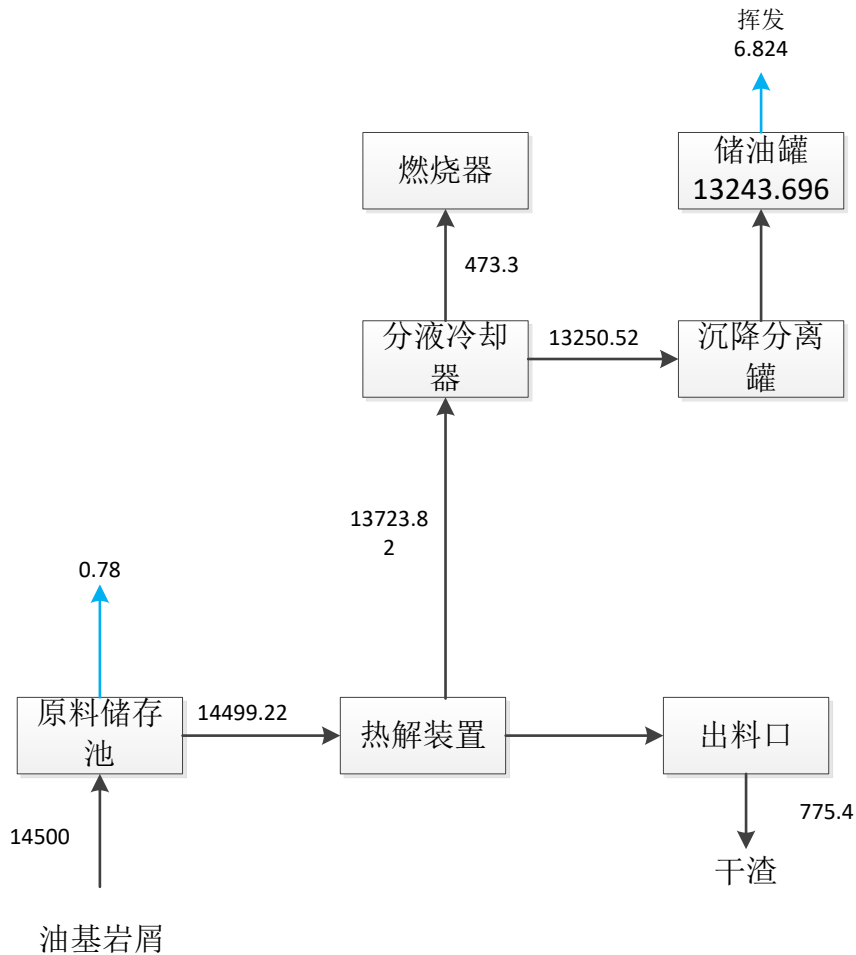 挥发
6.824
燃烧器
储油罐
13243.696
473.3
分液冷却
器
13250.52
沉降分离
罐
13723.8
2
0.78
原料储存
池
14499.22
热解装置
出料口
14500
775.4
干渣
油基岩屑